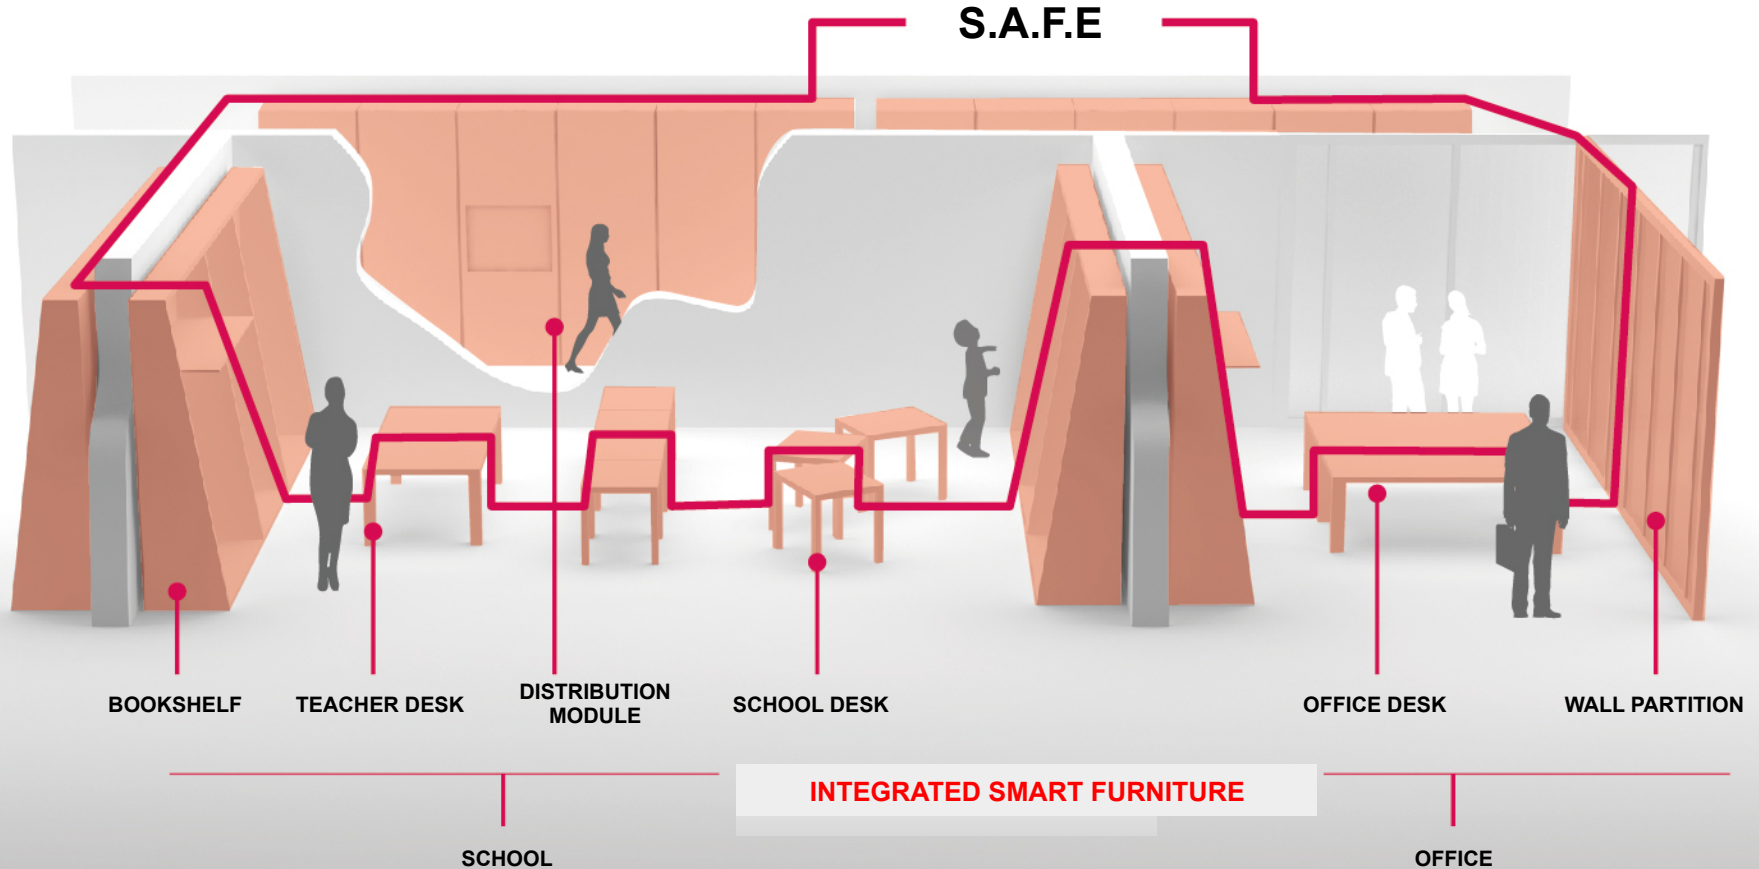 S.A.F.E
BOOKSHELF
TEACHER DESK
DISTRIBUTION
MODULE
SCHOOL DESK
OFFICE DESK
WALL PARTITION
INTEGRATED SMART FURNITURE
SCHOOL
OFFICE